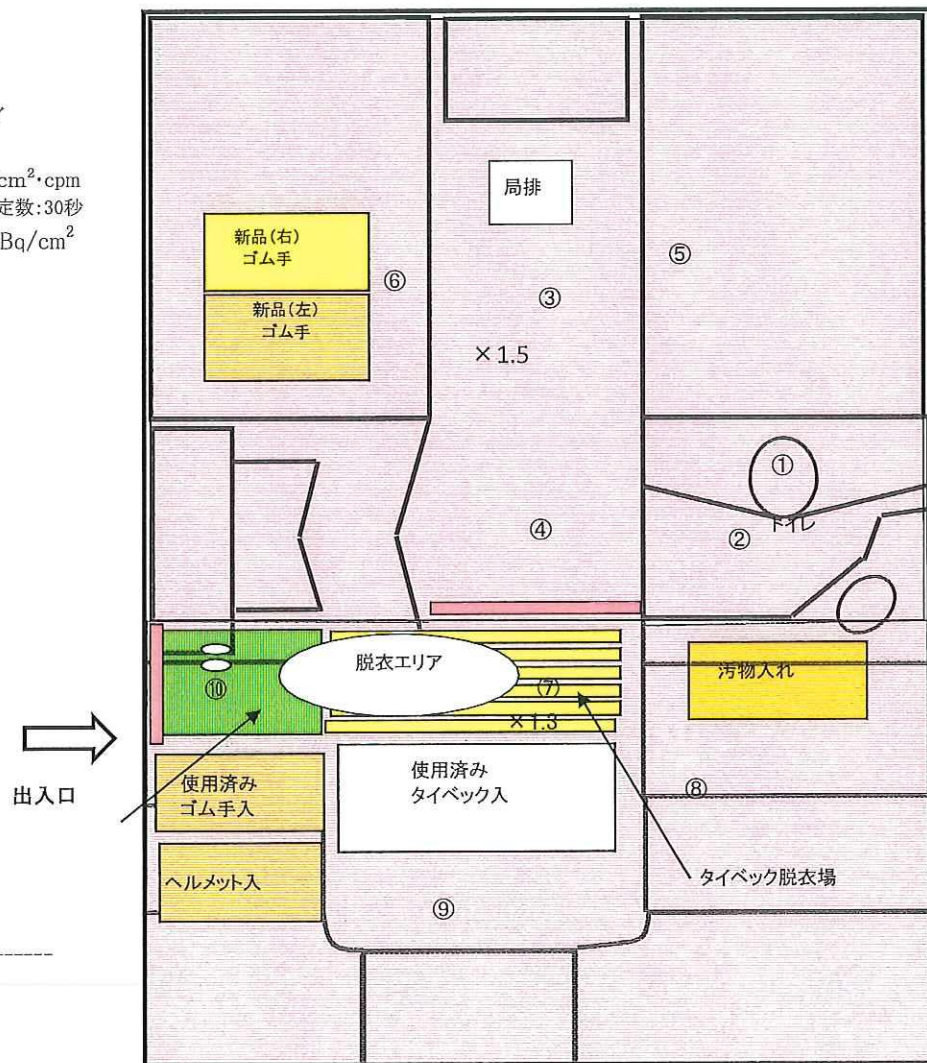 cm²·cpm
定数:30秒
Bq/cm²
局排
新品(右)
ゴム手
新品(左)
ゴム手
⑥
③
⑤
×1.5
①
トイレ
④
②
脱衣エリア
汚物入れ
⑩
⑦
×1.3
出入口
使用済み
ゴム手入
使用済み
タイベック入
⑧
ヘルメット入
タイベック脱衣場
⑨